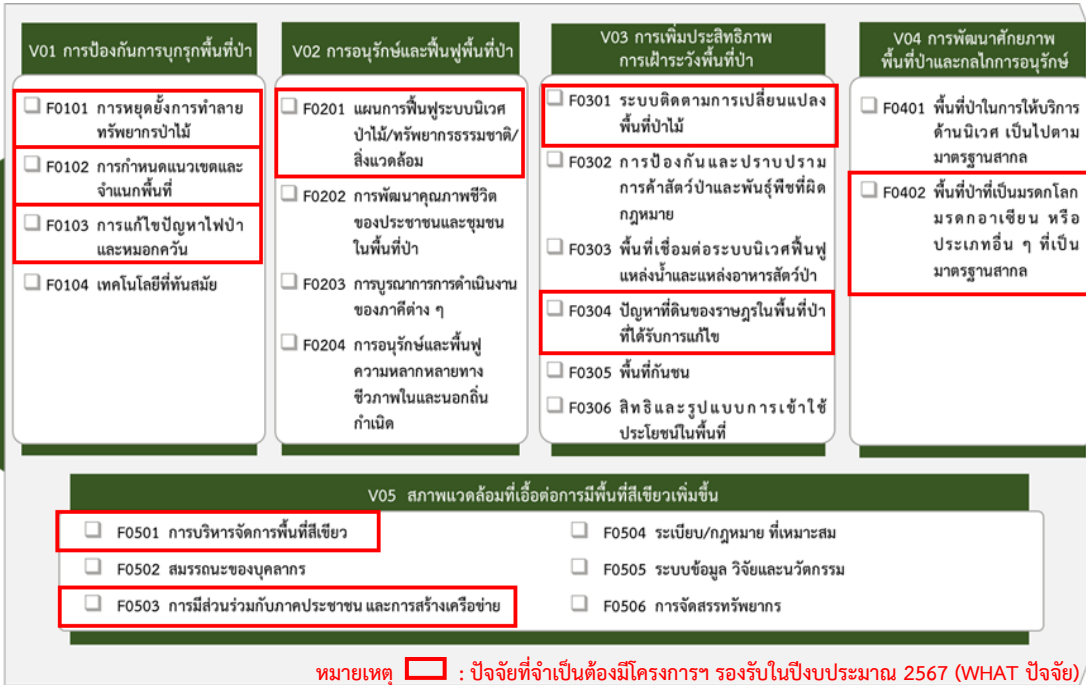 V01 การป้องกันการบุกรุกพื้นที่ป่า
F0101 การหยุดยั้งการทำลาย
ทรัพยากรป่าไม้
F0102 การกำหนดแนวเขตและ
จำแนกพื้นที่
F0103 การแก้ไขปัญหาไฟป่า
และหมอกควัน
F0104 เทคโนโลยีที่ทันสมัย
V02 การอนุรักษ์และฟื้นฟูพื้นที่ป่า
F0201 แผนการฟื้นฟูระบบนิเวศ
ป่าไม้/ทรัพยากรธรรมชาติ/
สิ่งแวดล้อม
F0202 การพัฒนาคุณภาพชีวิต
ของประชาชนและชุมชน
ในพื้นที่ป่า
F0203 การบูรณาการการดำเนินงาน
ของภาคีต่าง ๆ
F0204 การอนุรักษ์และฟื้นฟู
ความหลากหลายทาง
ชีวภาพในและนอกถิ่น
กำเนิด
V03 การเพิ่มประสิทธิภาพ
การเฝ้าระวังพื้นที่ป่า
F0301 ระบบติดตามการเปลี่ยนแปลง
พื้นที่ป่าไม้
F0302 การป้องกันและปราบปราม
การค้าสัตว์ป่าและพันธุ์พืชที่ผิด
กฎหมาย
F0303 พื้นที่เชื่อมต่อระบบนิเวศฟื้นฟู
แหล่งน้ำและแหล่งอาหารสัตว์ป่า
F0304 ปัญหาที่ดินของราษฎรในพื้นที่ป่า
ที่ได้รับการแก้ไข
F0305 พื้นที่กันชน
F0306 สิทธิและรูปแบบการเข้าใช้
ประโยชน์ในพื้นที่
V04 การพัฒนาศักยภาพ
พื้นที่ป่าและกลไกการอนุรักษ์
F0401 พื้นที่ป่าในการให้บริการ
ด้านนิเวศ เป็นไปตาม
มาตรฐานสากล
F0402 พื้นที่ป่าที่เป็นมรดกโลก
มรดกอาเซียน หรือ
ประเภทอื่น ๆ ที่เป็น
มาตรฐานสากล
V05 สภาพแวดล้อมที่เอื้อต่อการมีพื้นที่สีเขียวเพิ่มขึ้น
F0501 การบริหารจัดการพื้นที่สีเขียว
F0502 สมรรถนะของบุคลากร
F0503 การมีส่วนร่วมกับภาคประชาชน และการสร้างเครือข่าย
F0504 ระเบียบ/กฎหมาย ที่เหมาะสม
F0505 ระบบข้อมูล วิจัยและนวัตกรรม
F0506 การจัดสรรทรัพยากร
หมายเหตุ : ปัจจัยที่จำเป็นต้องมีโครงการฯ รองรับในปีงบประมาณ 2567 (WHAT ปัจจัย)